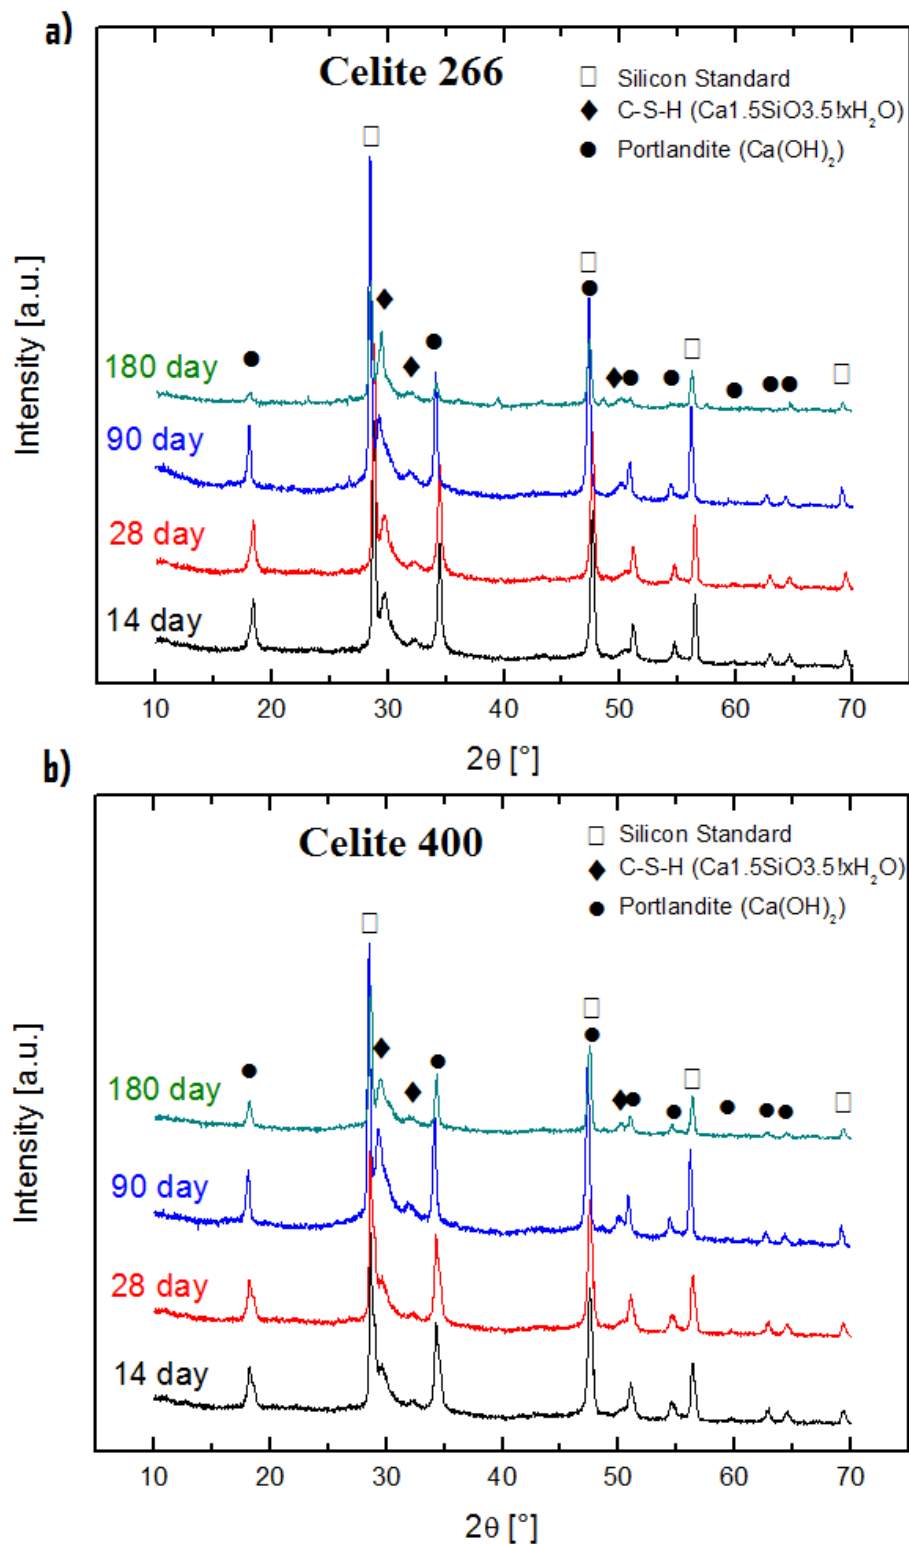 a)
Celite 266
□ Silicon Standard
◆ C-S-H (Ca1.5SiO3.5!xH₂O)
● Portlandite (Ca(OH)₂)
Intensity [a.u.]
180 day
90 day
28 day
14 day
10 20 30 40 50 60 70
2θ [°]
b)
Celite 400
□ Silicon Standard
◆ C-S-H (Ca1.5SiO3.5!xH₂O)
● Portlandite (Ca(OH)₂)
Intensity [a.u.]
180 day
90 day
28 day
14 day
10 20 30 40 50 60 70
2θ [°]